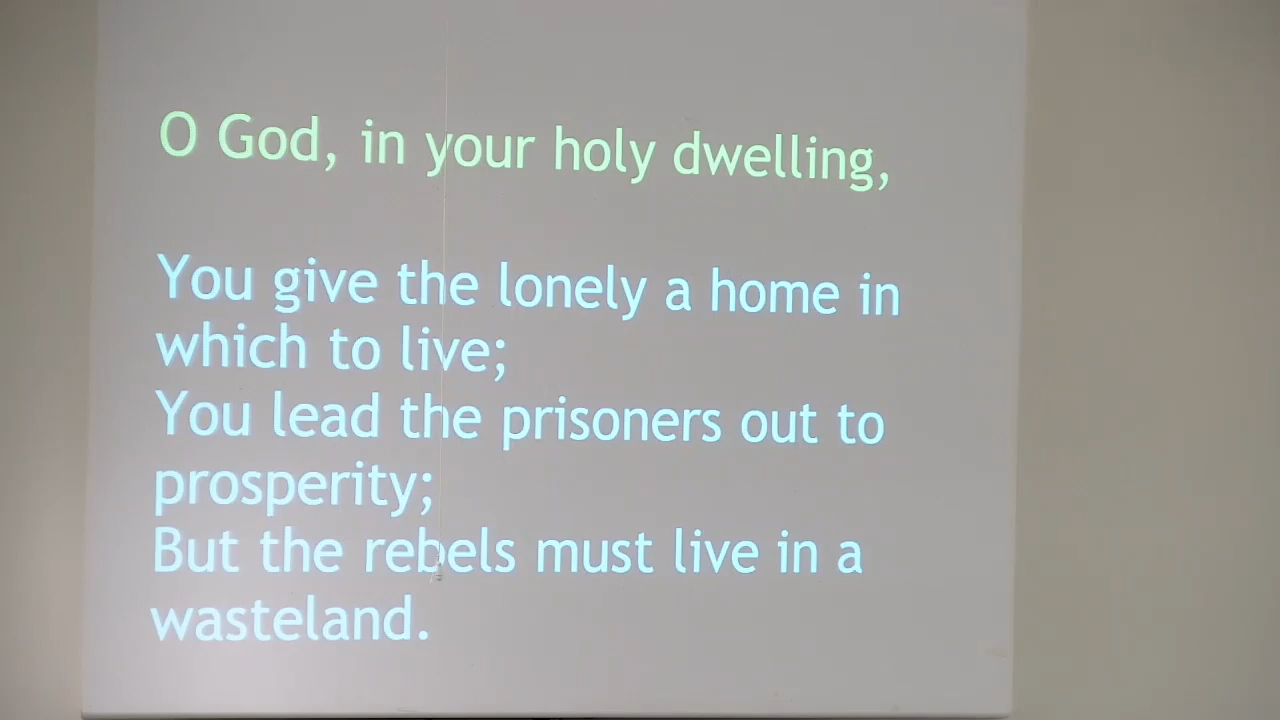 O God, in your holy dwelling,
You give the lonely a home in
which to live;
You lead the prisoners out to
prosperity;
But the rebels must live in a
wasteland.